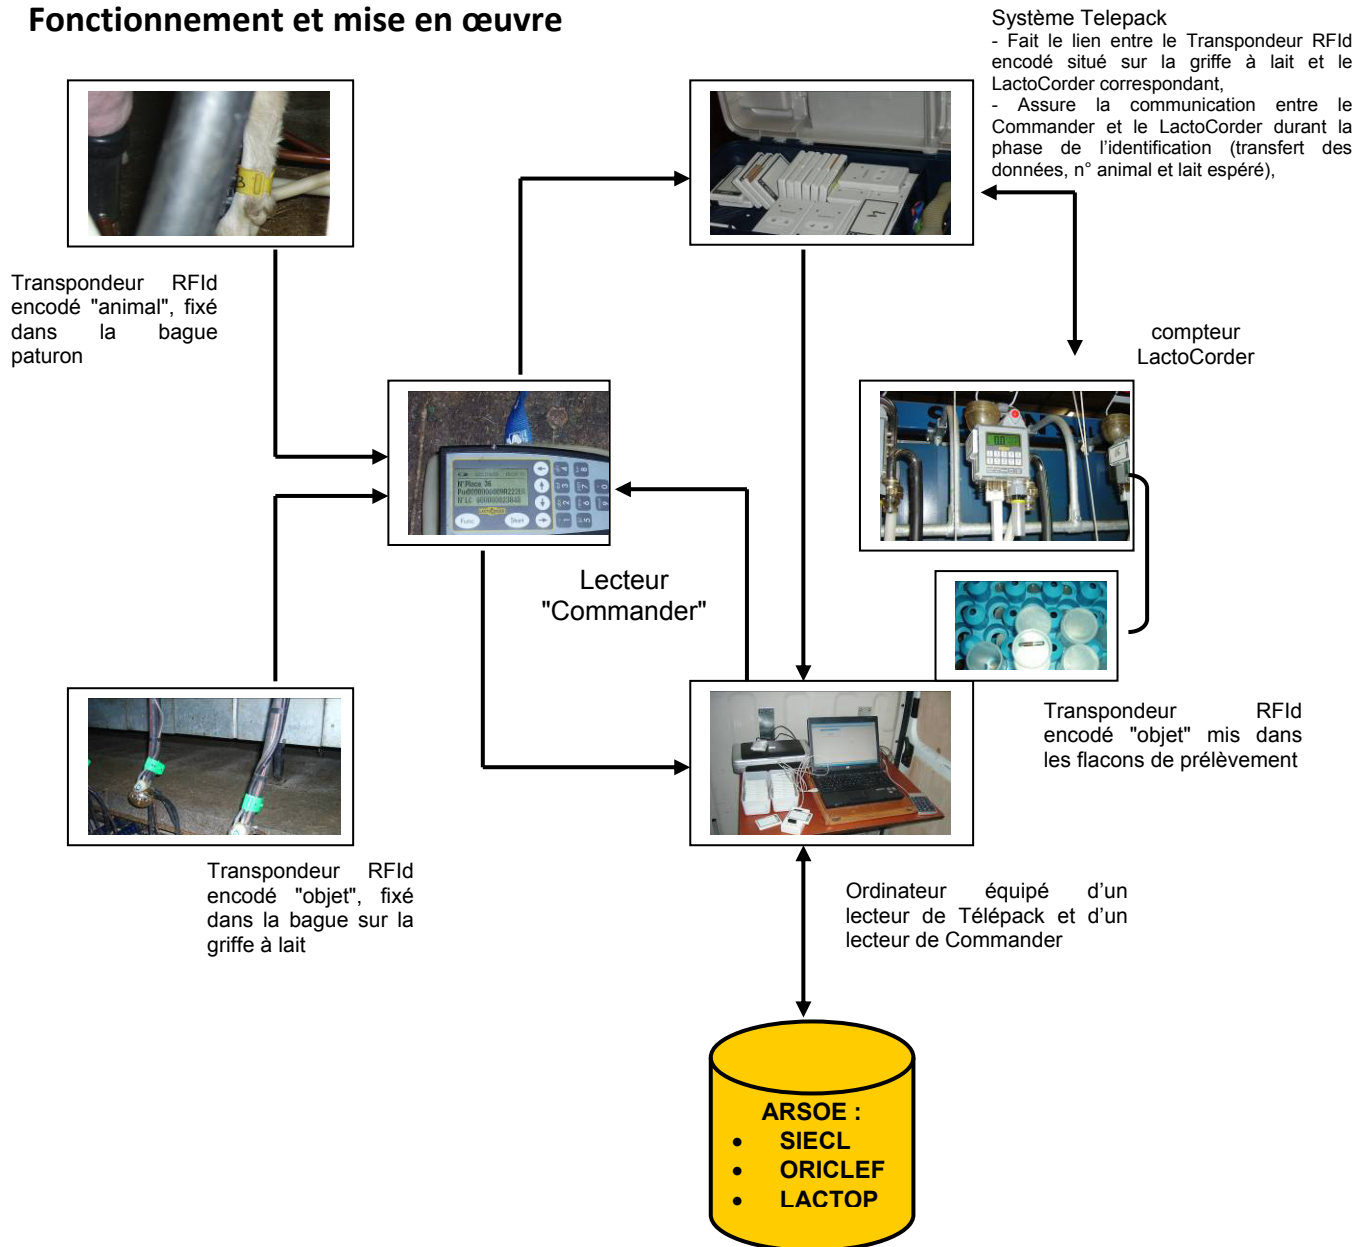 Fonctionnement et mise en œuvre
Système Telepack
- Fait le lien entre le Transpondeur RFId
encodé situé sur la griffe à lait et le
LactoCorder correspondant,
- Assure la communication entre le
Commander et le LactoCorder durant la
phase de l’identification (transfert des
données, n° animal et lait espéré),
Transpondeur RFId
encodé "animal", fixé
dans la bague
paturon
compteur
LactoCorder
N°Place 36
Func
Start
Lecteur
"Commander"
Transpondeur RFId
encodé "objet" mis dans
les flacons de prélèvement
Transpondeur RFId
encodé "objet", fixé
dans la bague sur la
griffe à lait
Ordinateur équipé d’un
lecteur de Télépack et d’un
lecteur de Commander
ARSOE :
• SIECL
• ORICLEF
• LACTOP